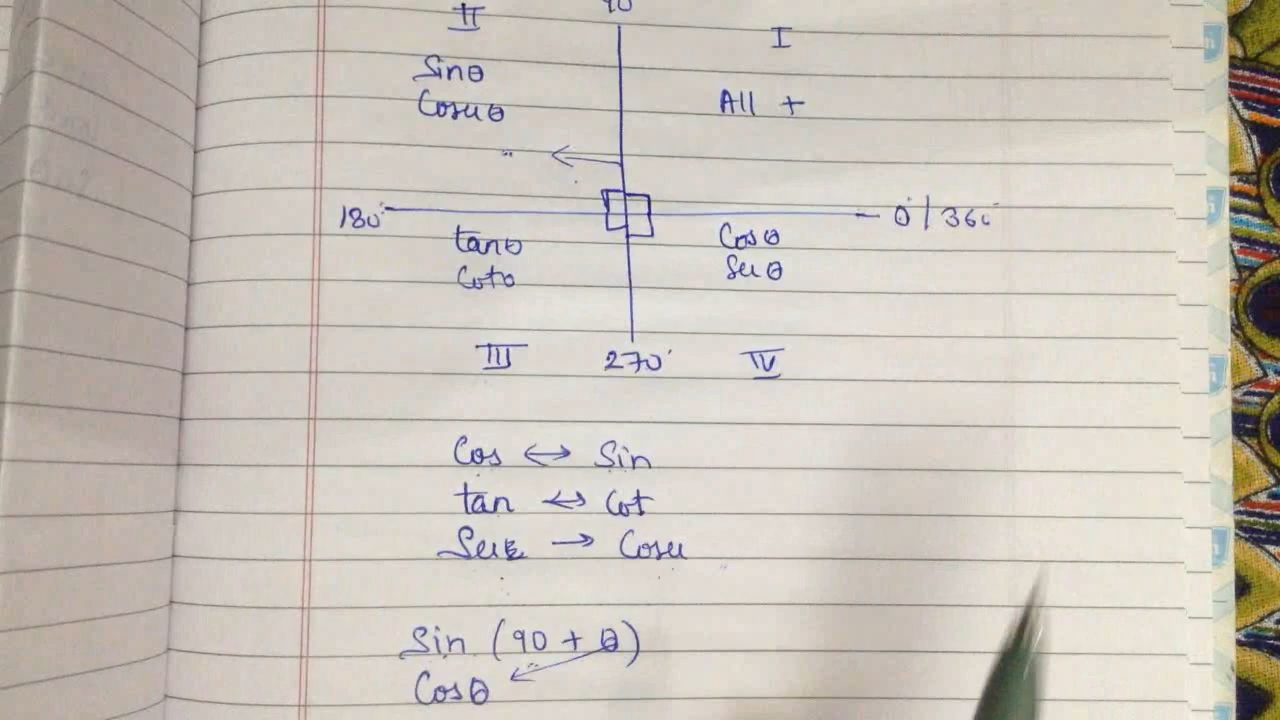 II 90 I
Sinθ
Cosecθ
All +
180° 0° / 360°
tanθ
Cotθ
Cosθ
Secθ
III 270° IV
Cos ↔ Sin
tan ↔ Cot
Sec → Cosec
Sin (90 + θ)
Cosθ